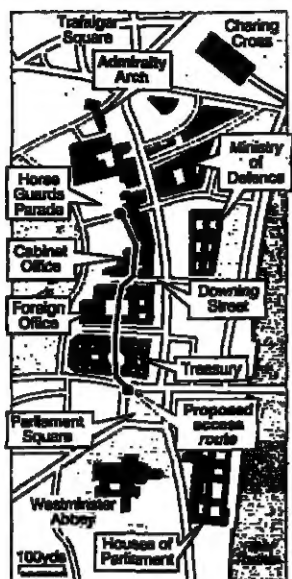 Trafalgar
Square
Charing
Cross
Admiralty
Arch
Ministry
of
Defence
Horse
Guards
Parade
Cabinet
Office
Foreign
Office
Downing
Street
Treasury
Parliament
Square
Proposed
access
route
Westminster
Abbey
Houses of
Parliament
100yds